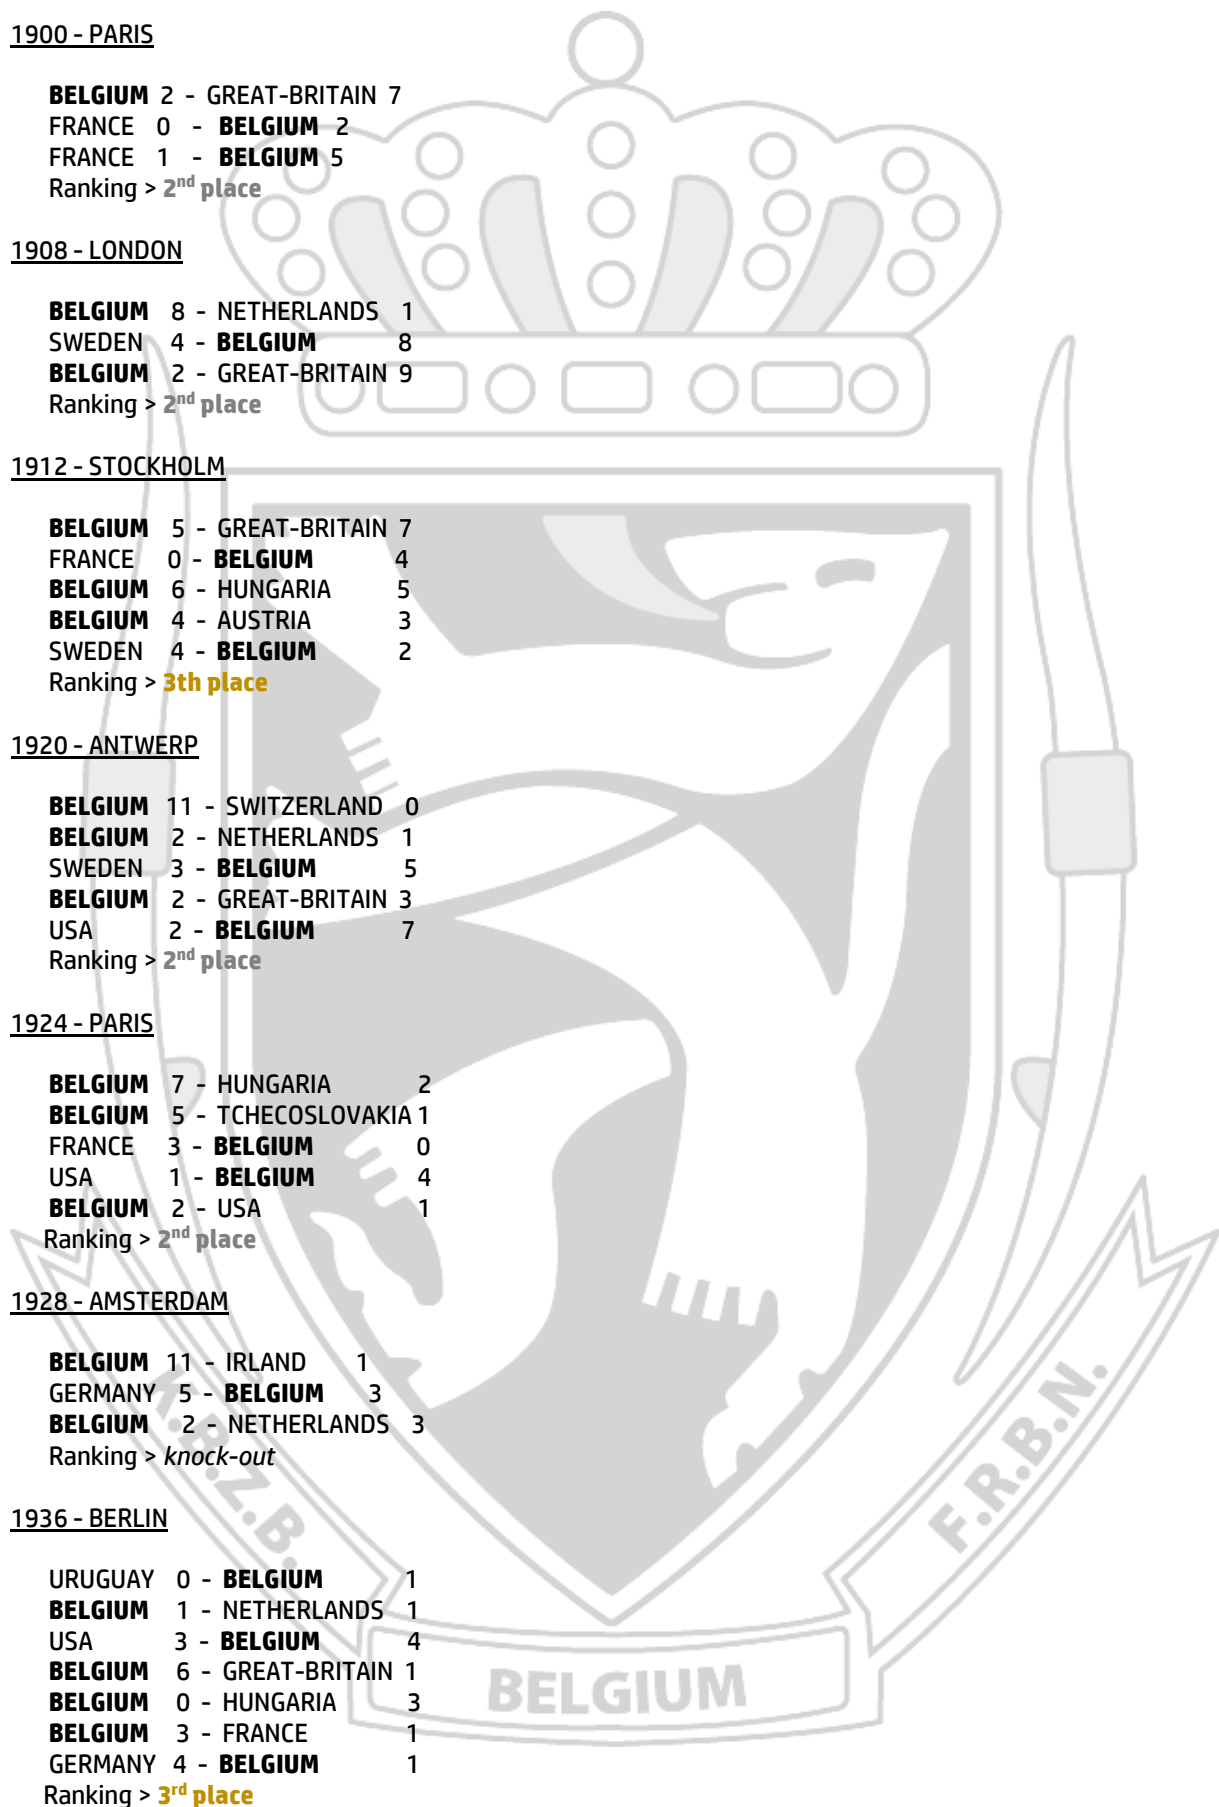 1900 - PARIS
BELGIUM 2 - GREAT-BRITAIN 7
FRANCE 0 - BELGIUM 2
FRANCE 1 - BELGIUM 5
Ranking > 2nd place
1908 - LONDON
BELGIUM 8 - NETHERLANDS 1
SWEDEN 4 - BELGIUM 8
BELGIUM 2 - GREAT-BRITAIN 9
Ranking > 2nd place
1912 - STOCKHOLM
BELGIUM 5 - GREAT-BRITAIN 7
FRANCE 0 - BELGIUM 4
BELGIUM 6 - HUNGARIA 5
BELGIUM 4 - AUSTRIA 3
SWEDEN 4 - BELGIUM 2
Ranking > 3th place
1920 - ANTWERP
BELGIUM 11 - SWITZERLAND 0
BELGIUM 2 - NETHERLANDS 1
SWEDEN 3 - BELGIUM 5
BELGIUM 2 - GREAT-BRITAIN 3
USA 2 - BELGIUM 7
Ranking > 2nd place
1924 - PARIS
BELGIUM 7 - HUNGARIA 2
BELGIUM 5 - TCHECOSLOVAKIA 1
FRANCE 3 - BELGIUM 0
USA 1 - BELGIUM 4
BELGIUM 2 - USA 1
Ranking > 2nd place
1928 - AMSTERDAM
BELGIUM 11 - IRLAND 1
GERMANY 5 - BELGIUM 3
BELGIUM 2 - NETHERLANDS 3
Ranking > knock-out
1936 - BERLIN
URUGUAY 0 - BELGIUM 1
BELGIUM 1 - NETHERLANDS 1
USA 3 - BELGIUM 4
BELGIUM 6 - GREAT-BRITAIN 1
BELGIUM 0 - HUNGARIA 3
BELGIUM 3 - FRANCE 1
GERMANY 4 - BELGIUM 1
Ranking > 3rd place
K.B.Z.B.
BELGIUM
F.R.B.N.